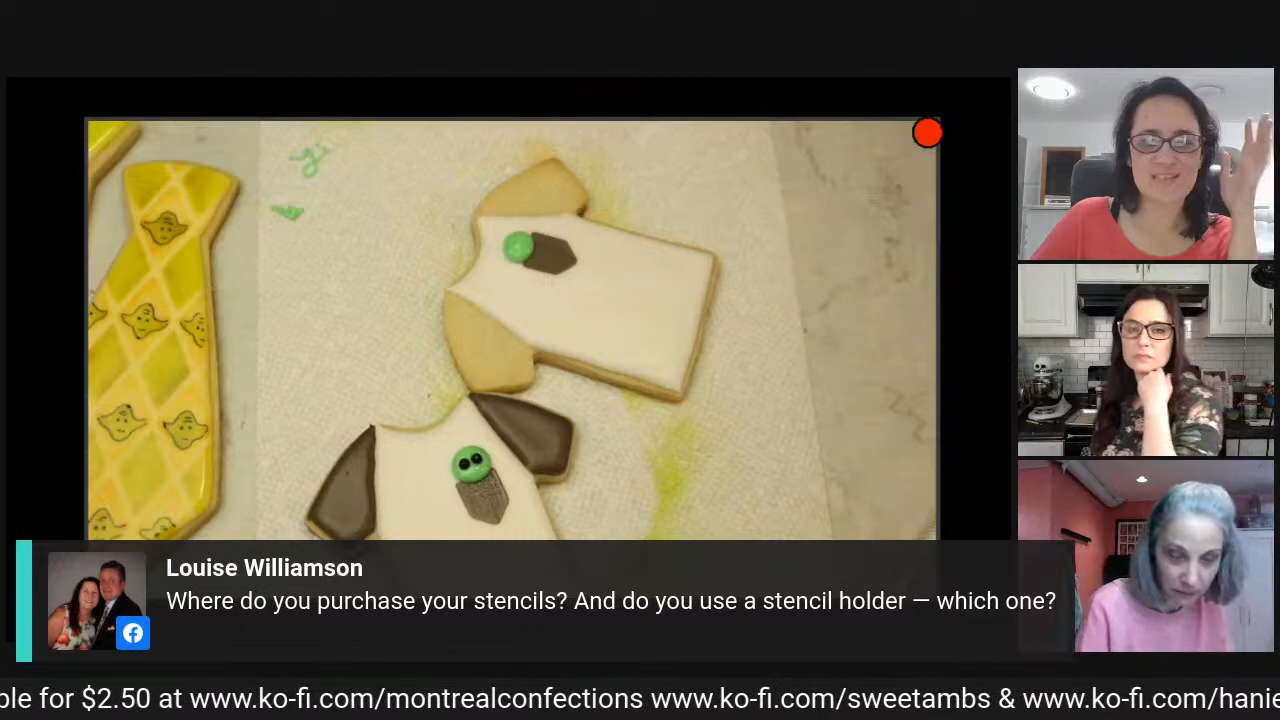 Louise Williamson
Where do you purchase your stencils? And do you use a stencil holder — which one?
ble for $2.50 at www.ko-fi.com/montrealconfections www.ko-fi.com/sweetambs & www.ko-fi.com/hanie